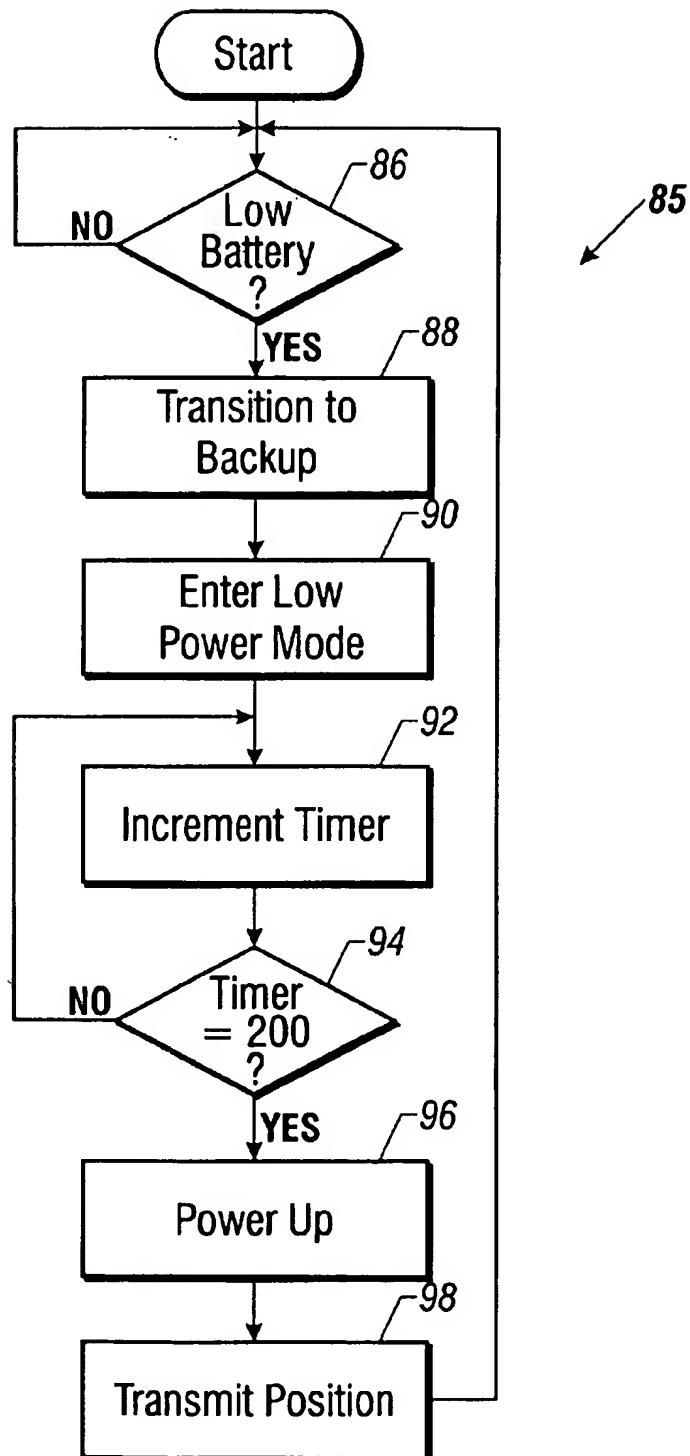 Start
86
85
Low
Battery
?
NO
YES
88
Transition to
Backup
90
Enter Low
Power Mode
92
Increment Timer
94
Timer
= 200
?
NO
YES
96
Power Up
98
Transmit Position